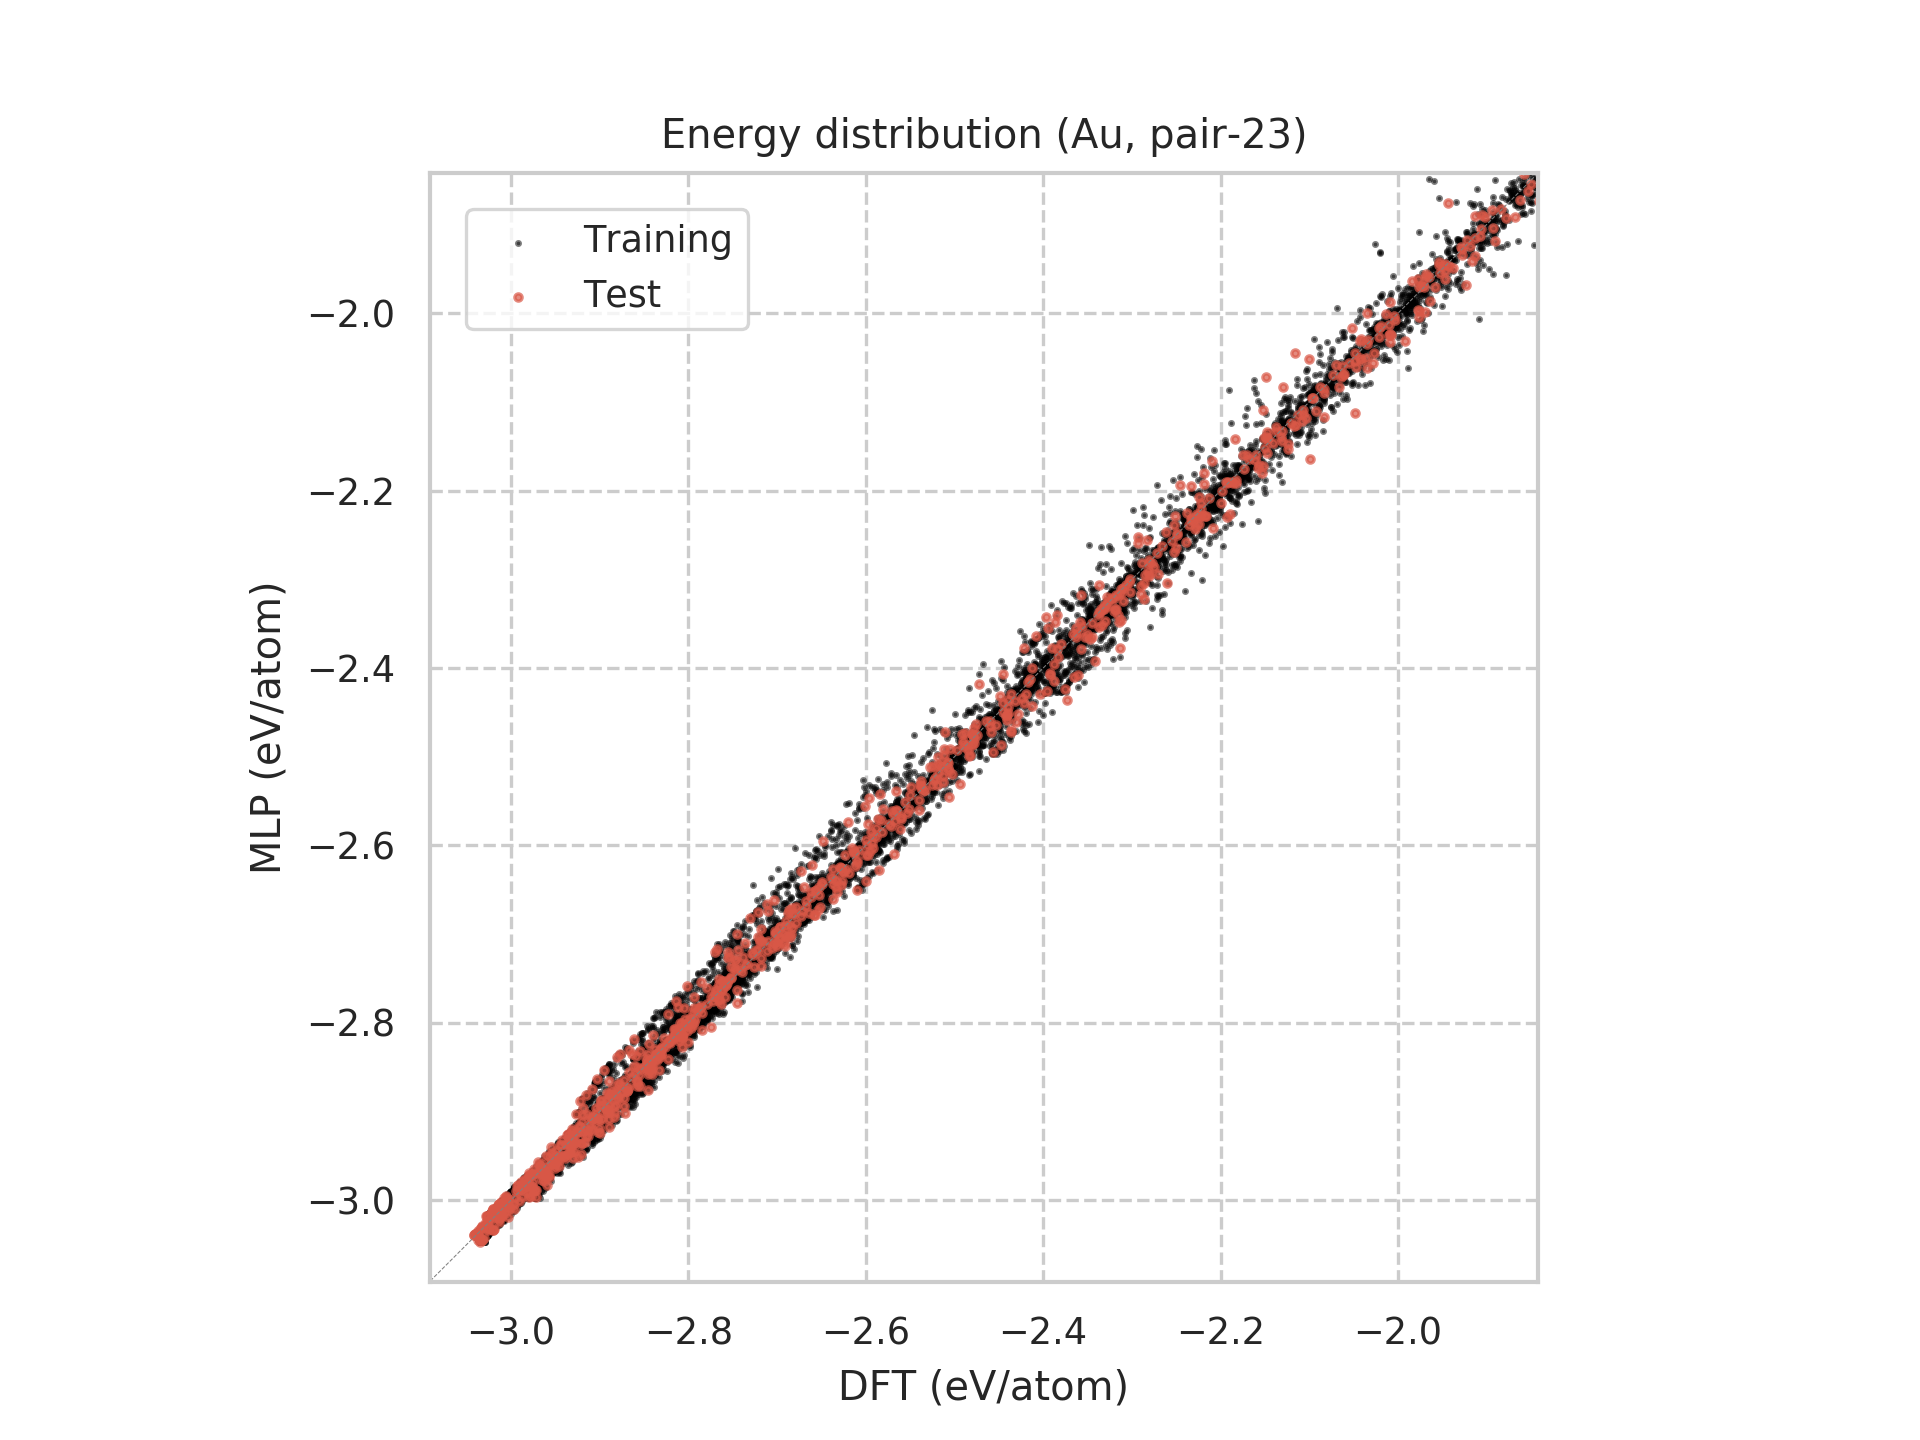 Energy distribution (Au, pair-23)
Training
Test
MLP (eV/atom)
−2.0
−2.2
−2.4
−2.6
−2.8
−3.0
−3.0 −2.8 −2.6 −2.4 −2.2 −2.0
DFT (eV/atom)